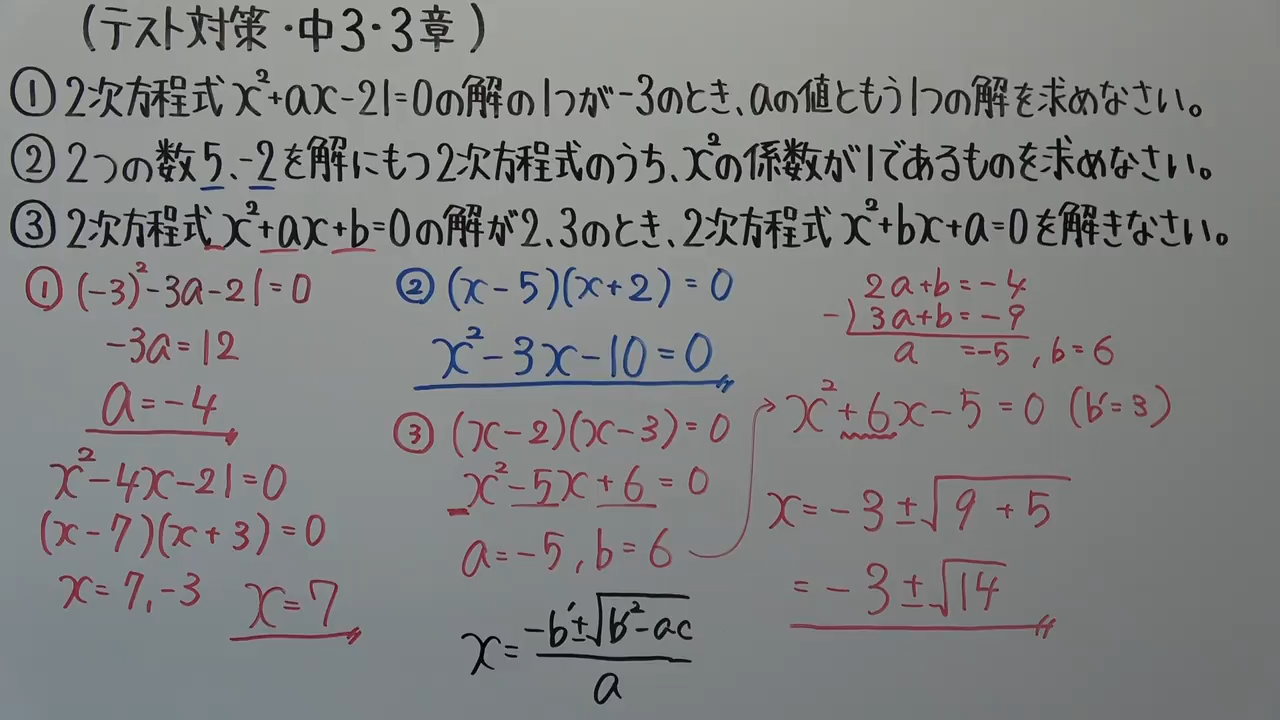 (テスト対策・中3・3章)
①2次方程式x²+ax-21=0の解の1つが-3のとき、aの値ともう1つの解を求めなさい。
②2つの数5、-2を解にもつ2次方程式のうち、x²の係数が1であるものを求めなさい。
③2次方程式x²+ax+b=0の解が2、3のとき、2次方程式x²+bx+a=0を解きなさい。
①(-3)²-3a-21=0
-3a=12
a=-4
x²-4x-21=0
(x-7)(x+3)=0
x=7,-3 x=7
②(x-5)(x+2)=0
x²-3x-10=0
③(x-2)(x-3)=0
x²-5x+6=0
a=-5,b=6
x=(-b'±√(b'²-ac))/a
2a+b=-4
-)3a+b=-9
a =-5,b=6
x²+6x-5=0 (b'=3)
x=-3±√(9+5)
=-3±√14